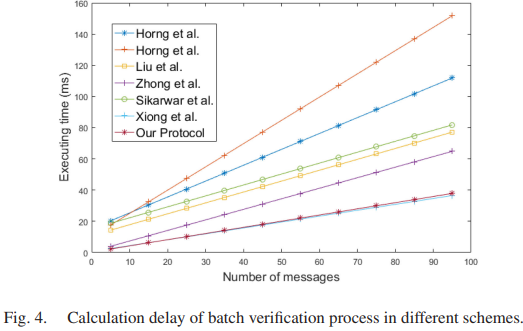 160
140
120
100
80
60
40
20
0
Executing time (ms)
Horng et al.
Horng et al.
Liu et al.
Zhong et al.
Sikarwar et al.
Xiong et al.
Our Protocol
0 10 20 30 40 50 60 70 80 90 100
Number of messages
Fig. 4. Calculation delay of batch verification process in different schemes.